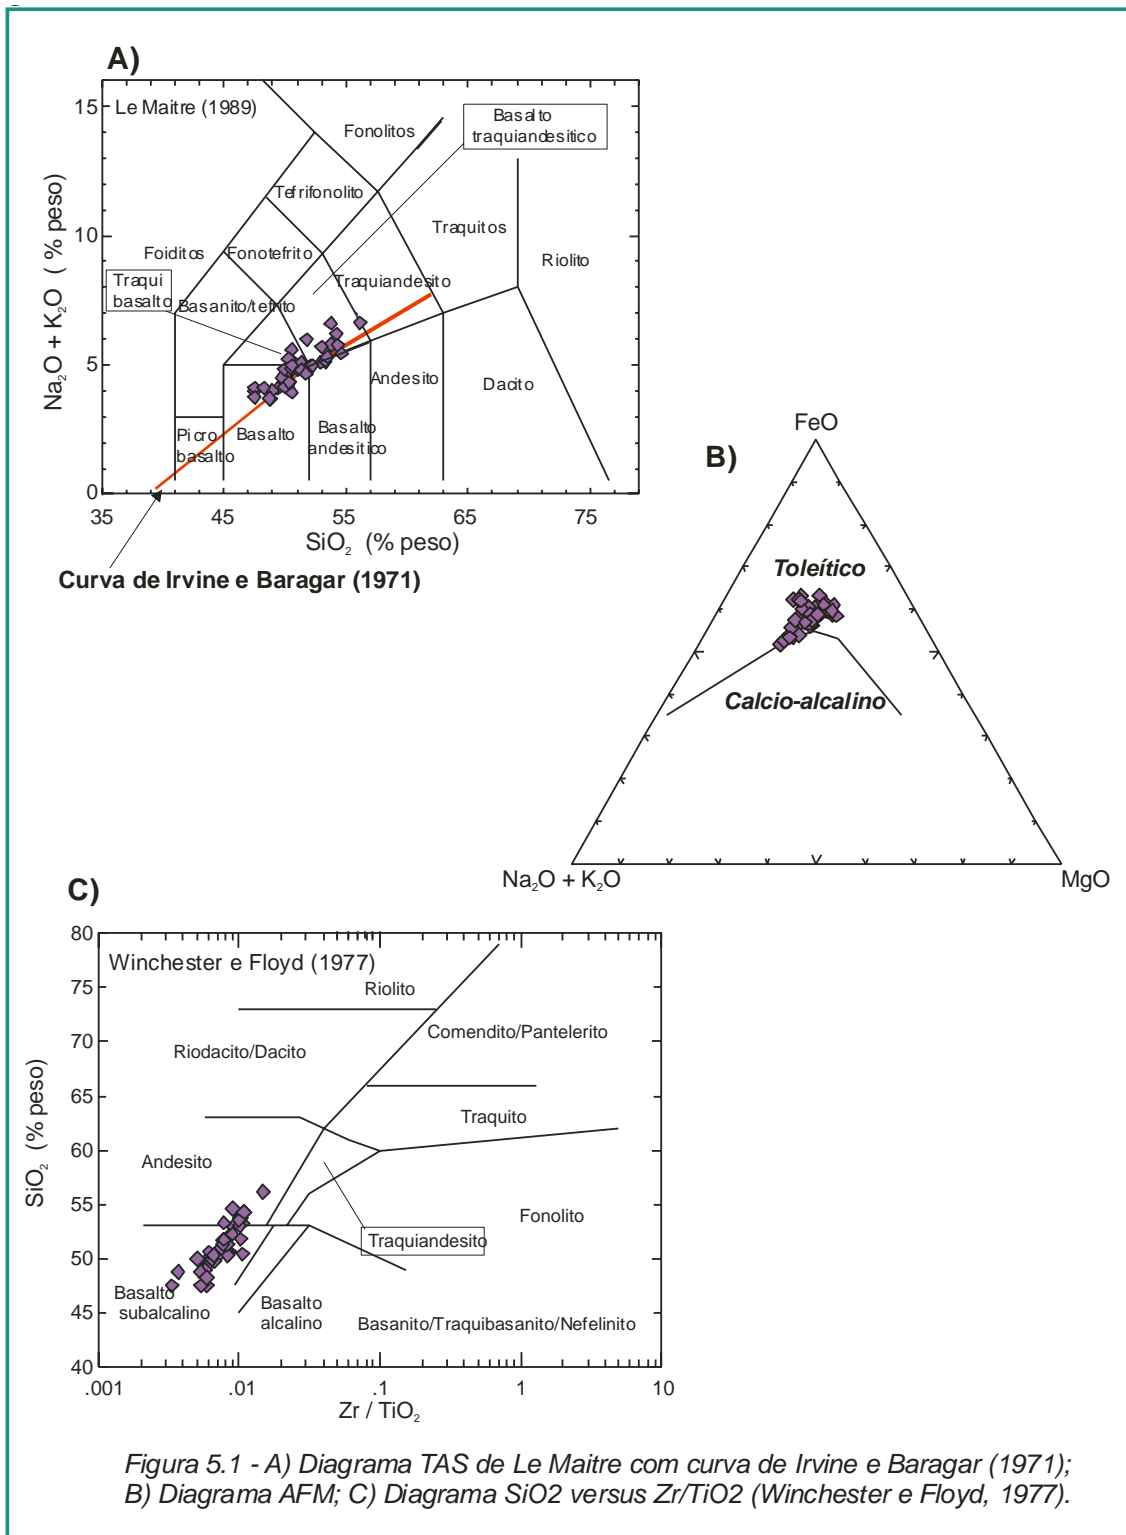 A)
Le Maitre (1989)
Na₂O + K₂O ( % peso)
15
10
5
0
35
45
55
65
75
SiO₂ (% peso)
Fonolitos
Basalto
traquiandesitico
Tefrifonolito
Traquitos
Foiditos
Fonotefrito
Riolito
Traqui
basalto
Basanito/tefrito
Traquiandesito
Andesito
Dacito
Picro
basalto
Basalto
Basalto
andesitico
Curva de Irvine e Baragar (1971)
B)
FeO
Toleítico
Calcio-alcalino
Na₂O + K₂O
MgO
C)
Winchester e Floyd (1977)
SiO₂ (% peso)
80
75
70
65
60
55
50
45
40
.001
.01
.1
1
10
Zr / TiO₂
Riolito
Comendito/Pantelerito
Riodacito/Dacito
Traquito
Andesito
Fonolito
Traquiandesito
Basalto
subalcalino
Basalto
alcalino
Basanito/Traquibasanito/Nefelinito
Figura 5.1 - A) Diagrama TAS de Le Maitre com curva de Irvine e Baragar (1971);
B) Diagrama AFM; C) Diagrama SiO2 versus Zr/TiO2 (Winchester e Floyd, 1977).